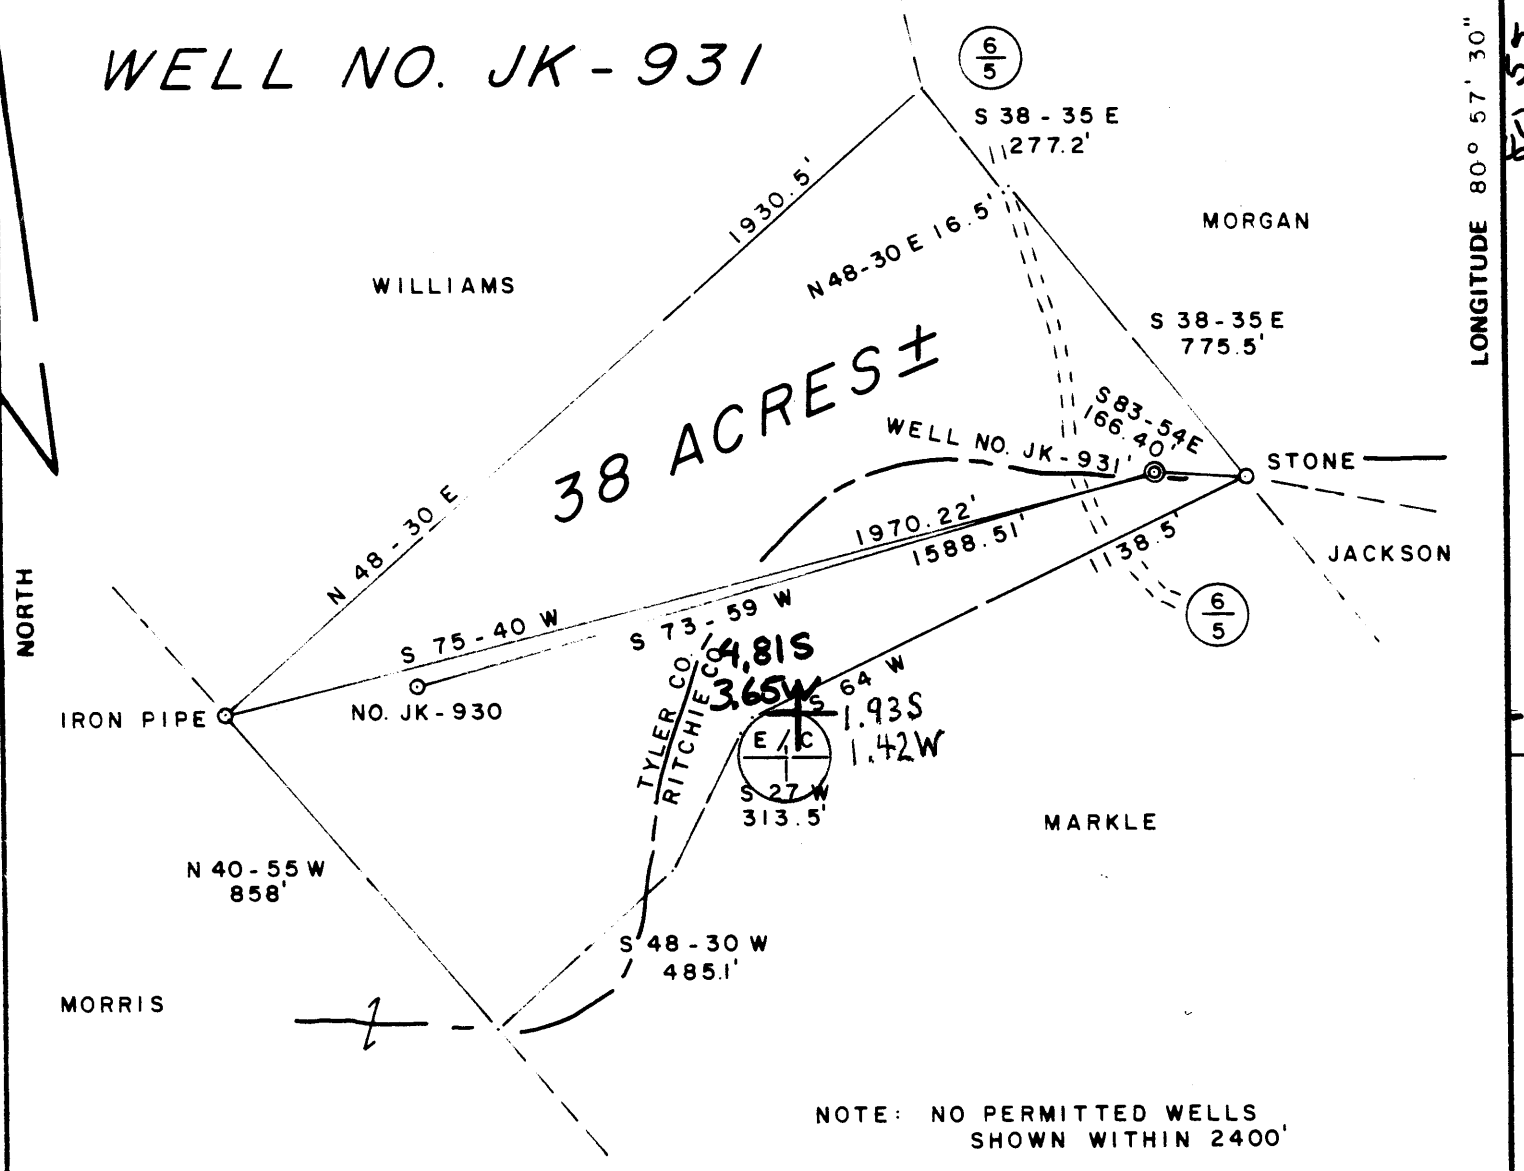 WELL NO. JK-931
6
5
S 38-35 E
277.2'
LONGITUDE 80° 57' 30"
1930.5'
N 48-30 E 16.5'
MORGAN
WILLIAMS
S 38-35 E
775.5'
38 ACRES ±
S 83-54 E
166.40'
WELL NO. JK-931
STONE
N 48-30 E
1970.22'
1588.51'
1138.5'
JACKSON
NORTH
6
5
S 75-40 W
S 73-59 W
4.81S
3.65W
S 64 W
1.93S
1.42W
TYLER CO.
RITCHIE CO.
IRON PIPE
NO. JK-930
E C
S 27 W
313.5'
MARKLE
N 40-55 W
858'
S 48-30 W
485.1'
MORRIS
NOTE: NO PERMITTED WELLS
SHOWN WITHIN 2400'